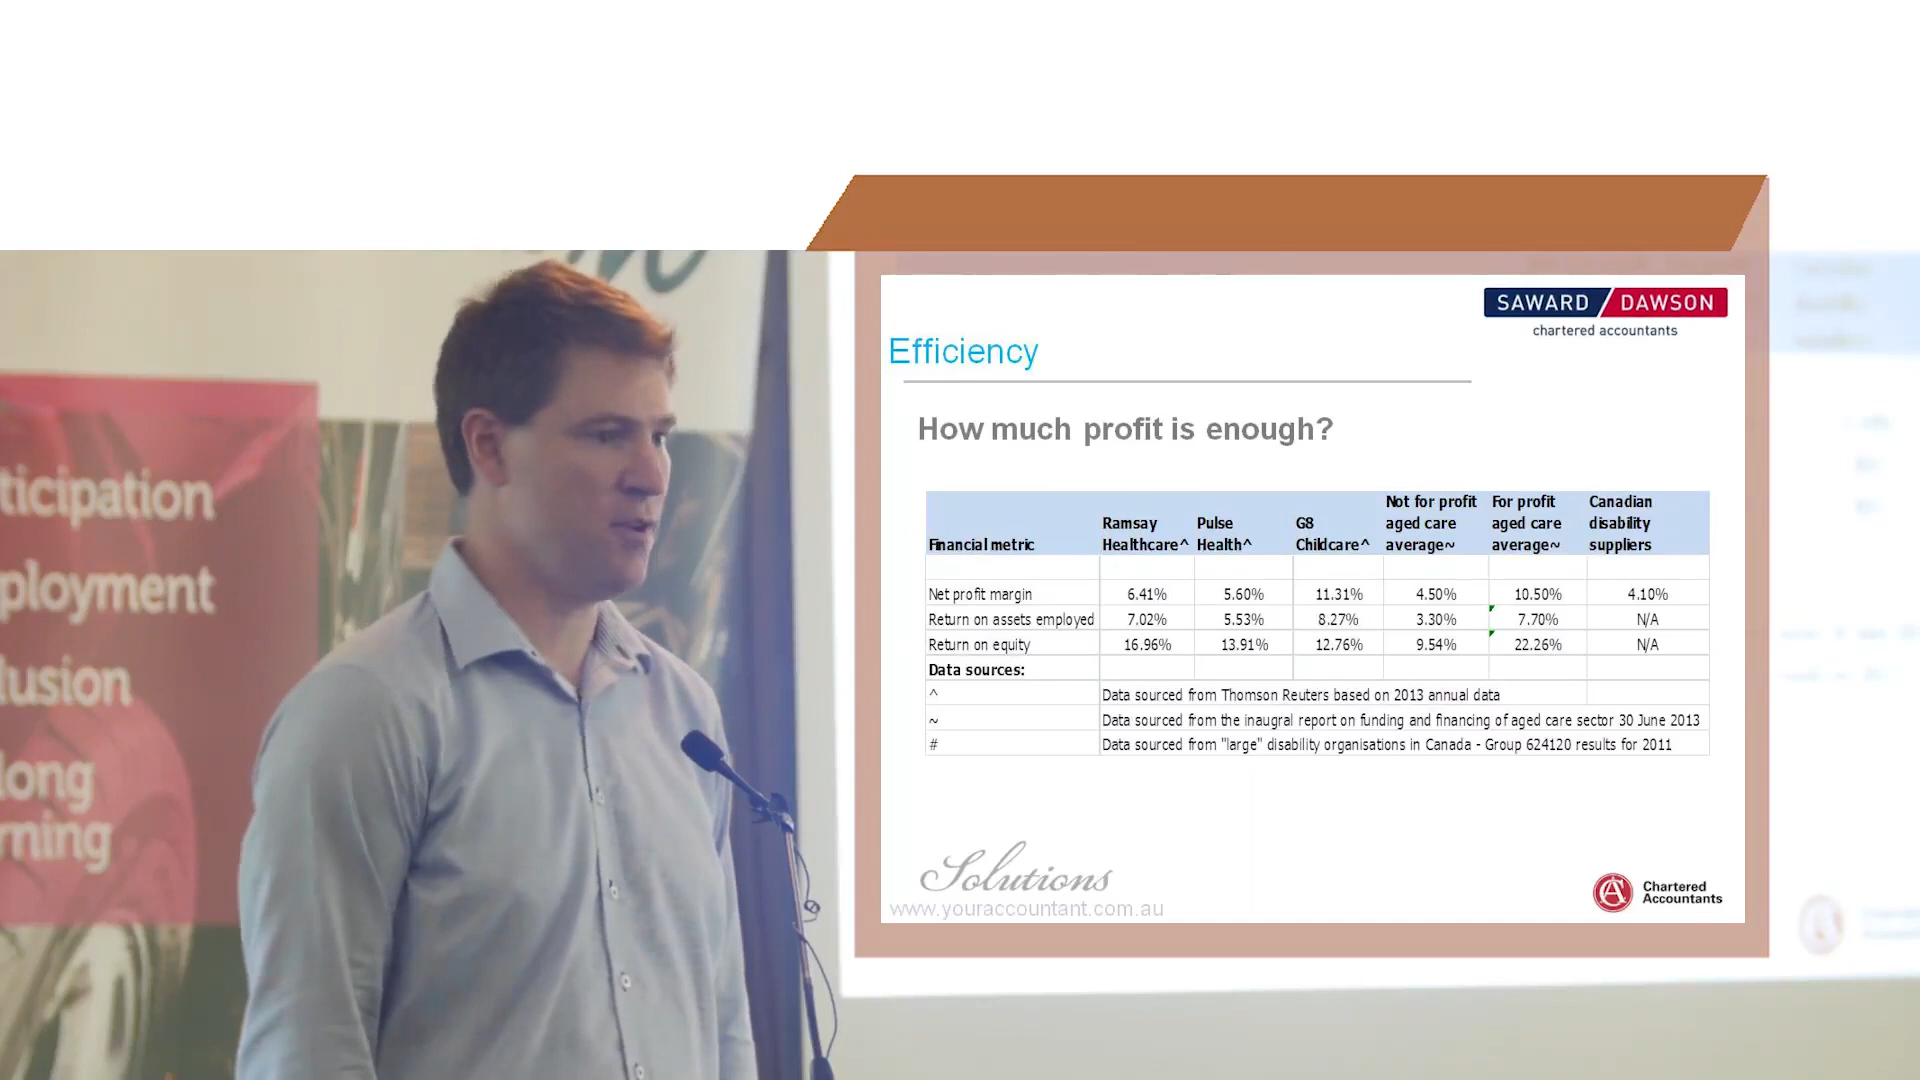 ticipation
ployment
lusion
long
rning
SAWARD DAWSON
chartered accountants
Efficiency
How much profit is enough?
Financial metric Ramsay Healthcare^ Pulse Health^ G8 Childcare^ Not for profit aged care average~ For profit aged care average~ Canadian disability suppliers
Net profit margin 6.41% 5.60% 11.31% 4.50% 10.50% 4.10%
Return on assets employed 7.02% 5.53% 8.27% 3.30% 7.70% N/A
Return on equity 16.96% 13.91% 12.76% 9.54% 22.26% N/A
Data sources:
^ Data sourced from Thomson Reuters based on 2013 annual data
~ Data sourced from the inaugral report on funding and financing of aged care sector 30 June 2013
# Data sourced from "large" disability organisations in Canada - Group 624120 results for 2011
Solutions
www.youraccountant.com.au
CA
Chartered
Accountants